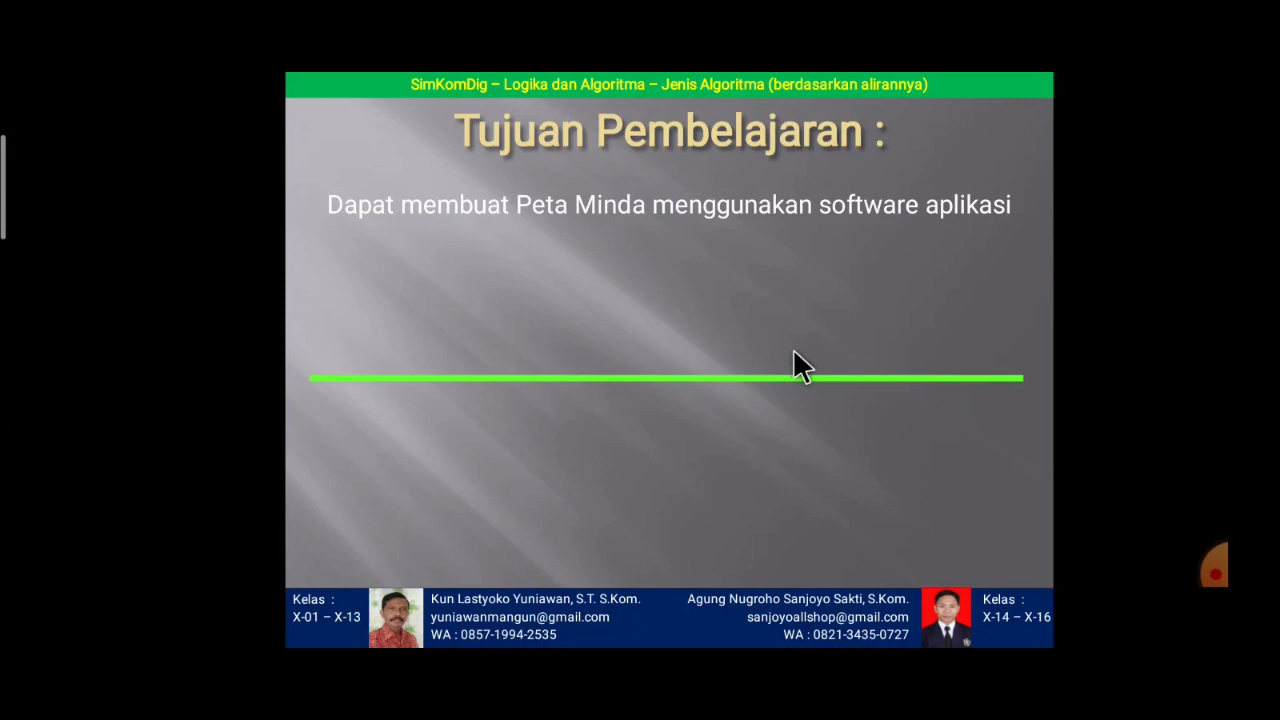 SimKomDig – Logika dan Algoritma – Jenis Algoritma (berdasarkan alirannya)
Tujuan Pembelajaran :
Dapat membuat Peta Minda menggunakan software aplikasi
Kelas :
X-01 – X-13
Kun Lastyoko Yuniawan, S.T. S.Kom.
yuniawanmangun@gmail.com
WA : 0857-1994-2535
Agung Nugroho Sanjoyo Sakti, S.Kom.
sanjoyoallshop@gmail.com
WA : 0821-3435-0727
Kelas :
X-14 – X-16